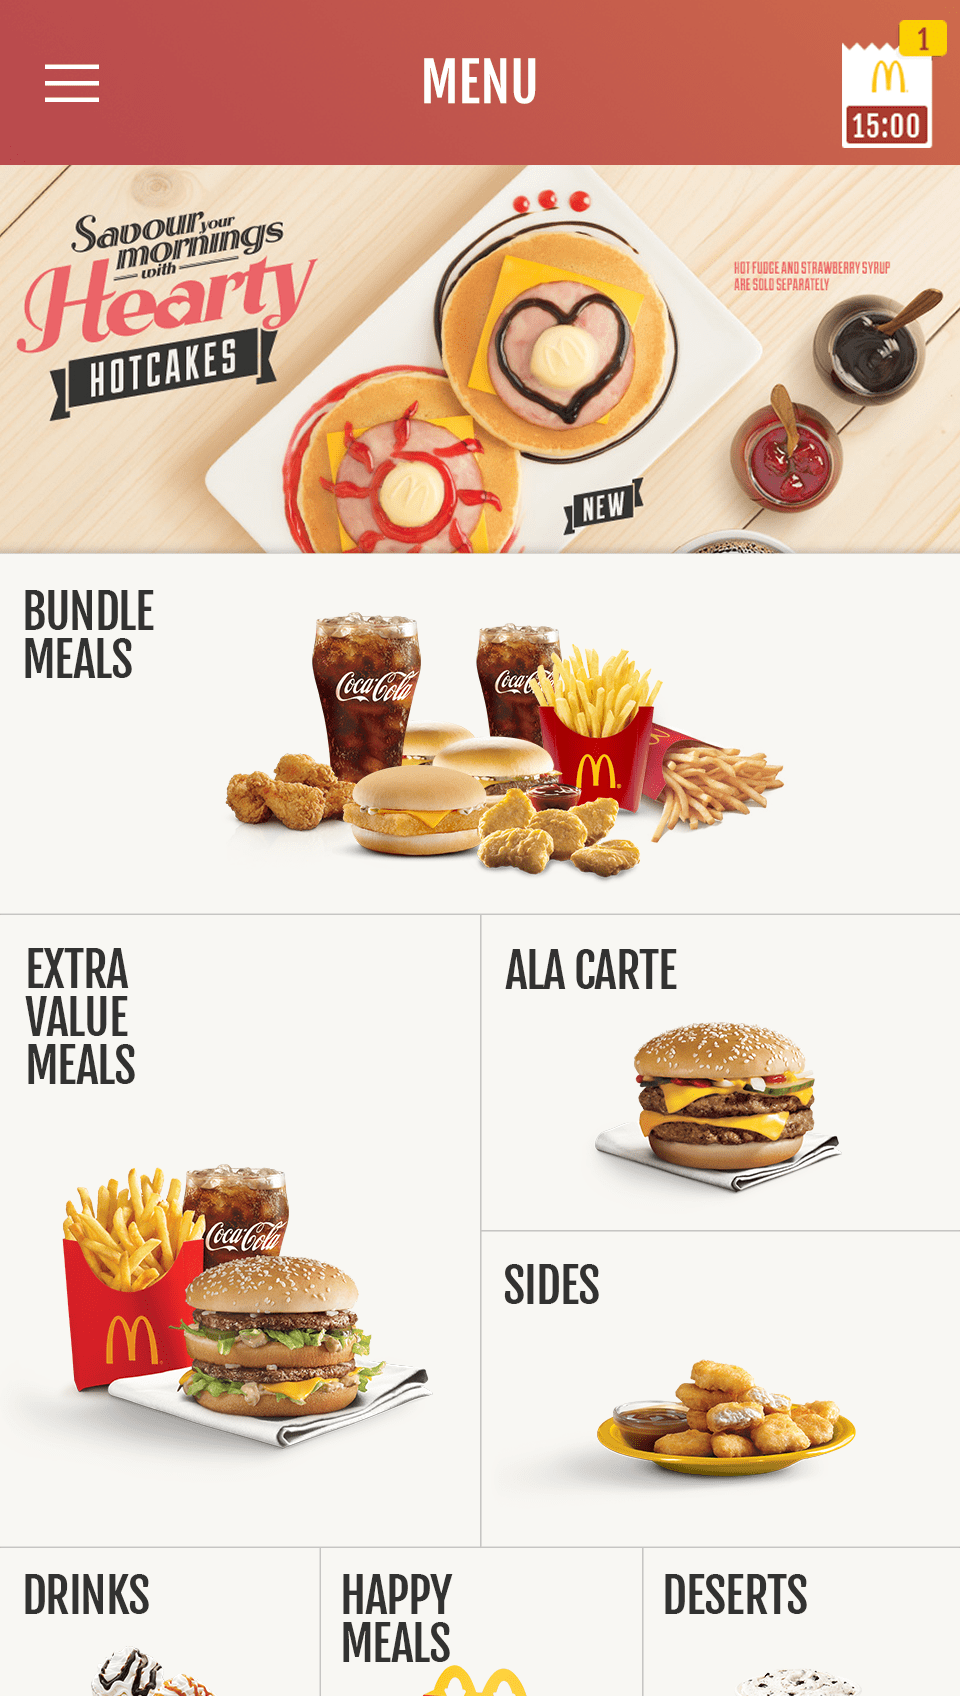 MENU
1
15:00
Savour your
mornings
with
Hearty
HOTCAKES
HOT FUDGE AND STRAWBERRY SYRUP
ARE SOLD SEPARATELY
NEW
BUNDLE
MEALS
Coca-Cola
Coca-Cola
EXTRA
VALUE
MEALS
Coca-Cola
ALA CARTE
SIDES
DRINKS
HAPPY
MEALS
DESERTS